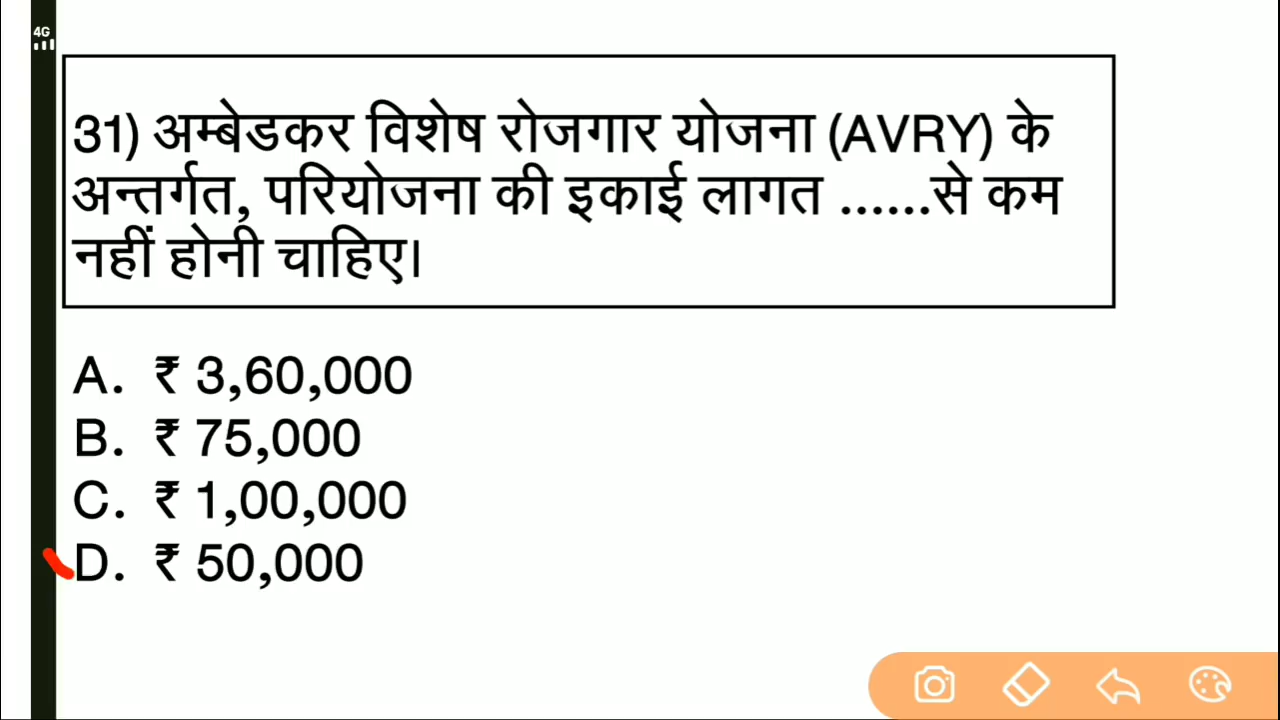 4G
31) अम्बेडकर विशेष रोजगार योजना (AVRY) के
अन्तर्गत, परियोजना की इकाई लागत ......से कम
नहीं होनी चाहिए।
A. ₹ 3,60,000
B. ₹ 75,000
C. ₹ 1,00,000
D. ₹ 50,000